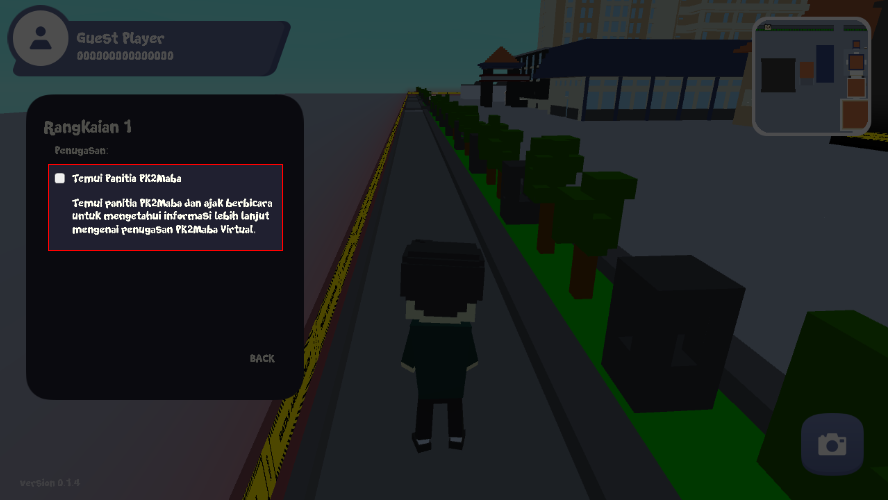 Guest Player
00000000000000
Rangkaian 1
Penugasan:
Temui Panitia PK2Maba
Temui panitia PK2Maba dan ajak berbicara
untuk mengetahui informasi lebih lanjut
mengenai penugasan PK2Maba Virtual.
BACK
Version 0.1.4